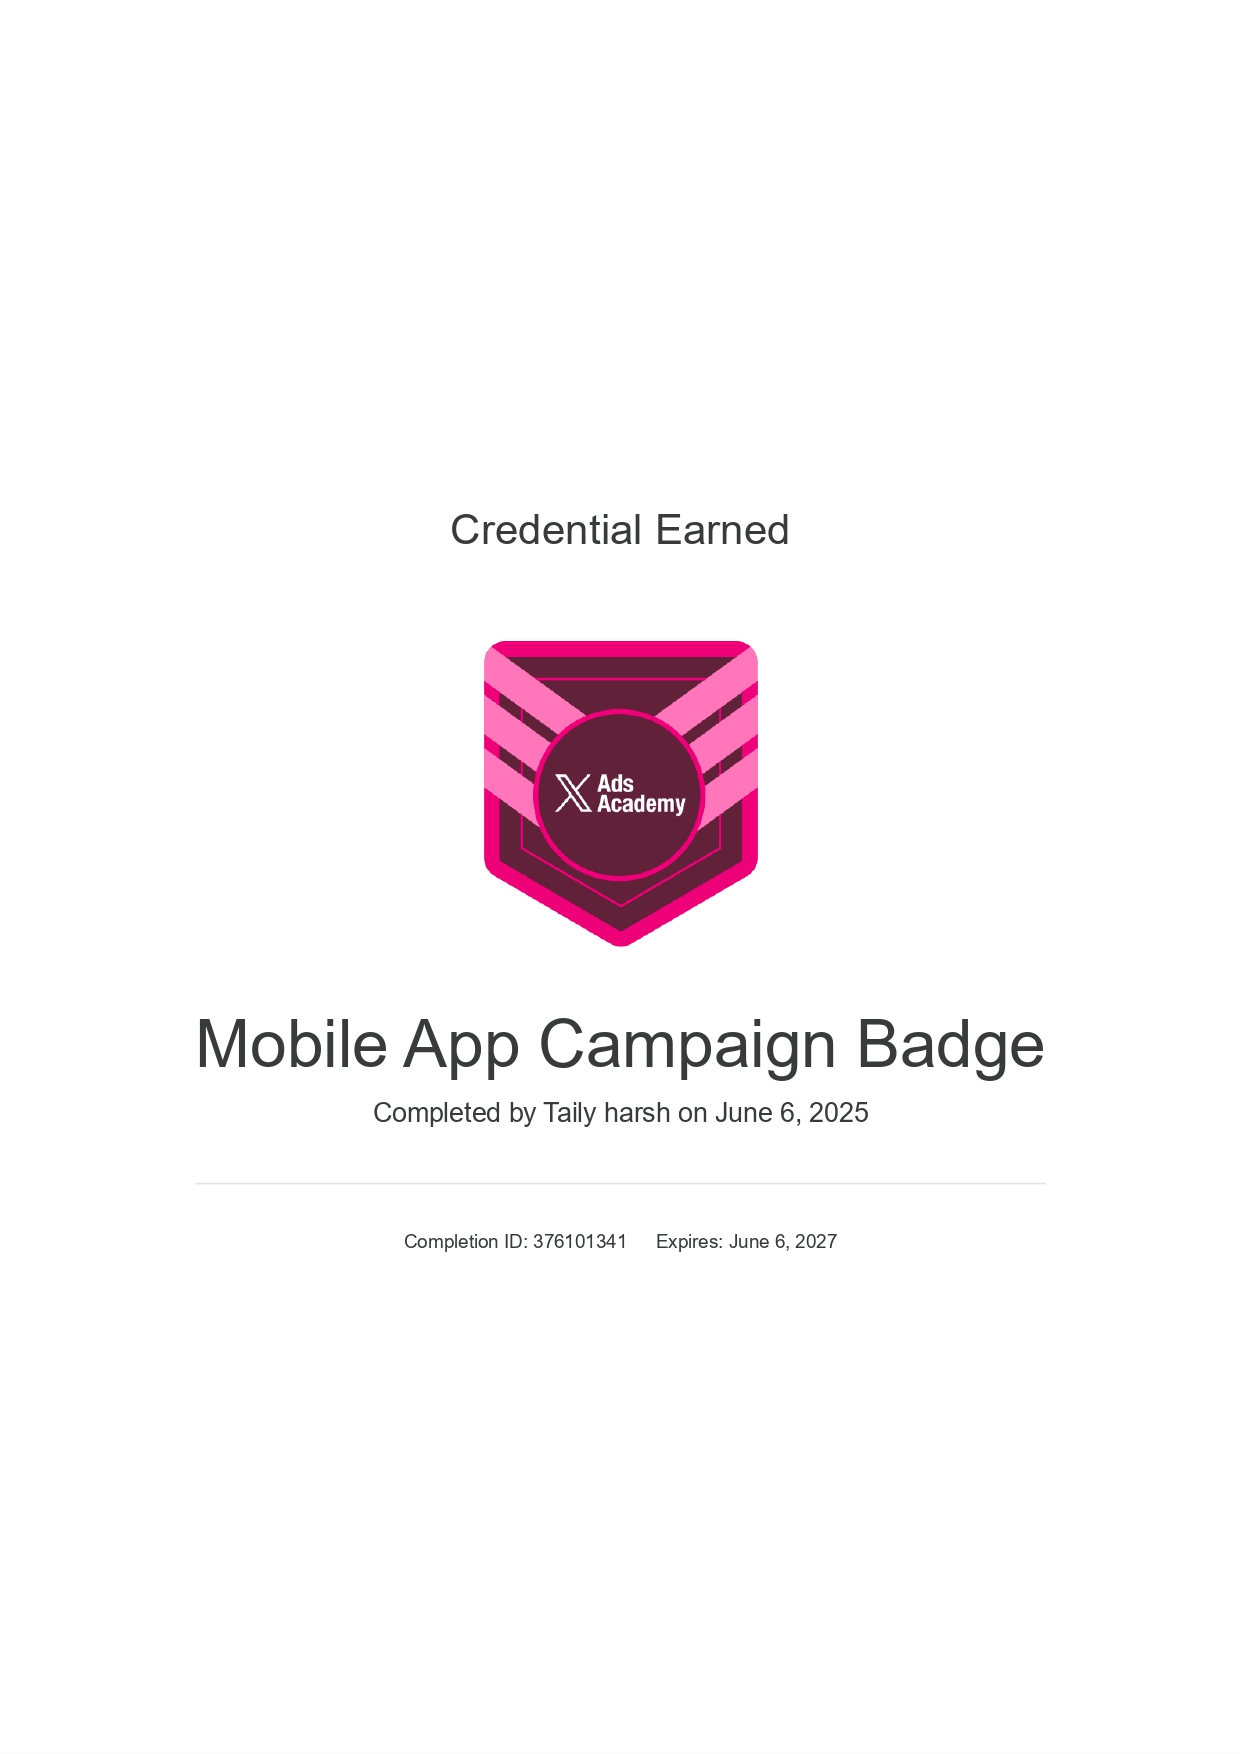 Credential Earned
X Ads
Academy
Mobile App Campaign Badge
Completed by Taily harsh on June 6, 2025
Completion ID: 376101341 Expires: June 6, 2027